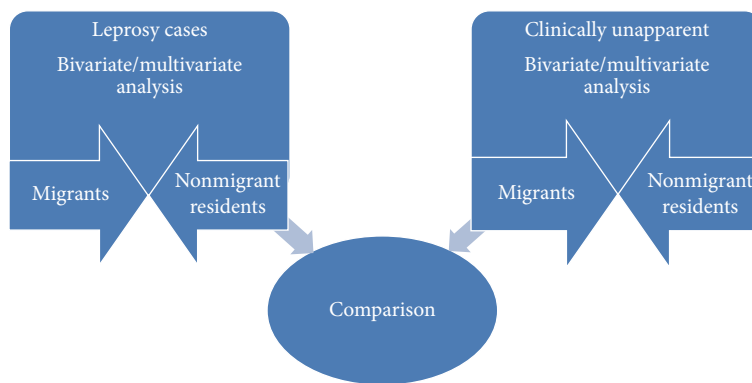 Leprosy cases
Bivariate/multivariate
analysis
Migrants
Nonmigrant
residents
Clinically unapparent
Bivariate/multivariate
analysis
Migrants
Nonmigrant
residents
Comparison